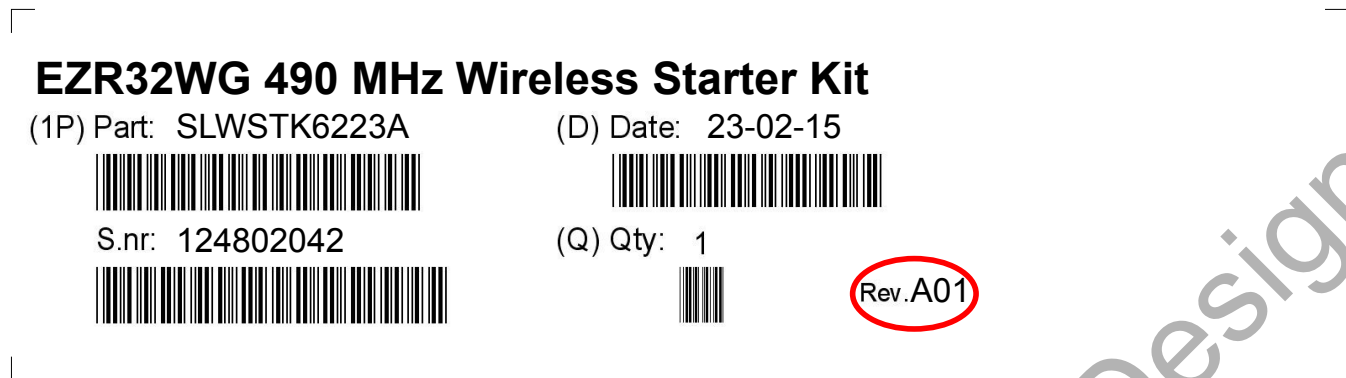 EZR32WG 490 MHz Wireless Starter Kit
(1P) Part: SLWSTK6223A
(D) Date: 23-02-15
S.nr: 124802042
(Q) Qty: 1
Rev.A01
Design